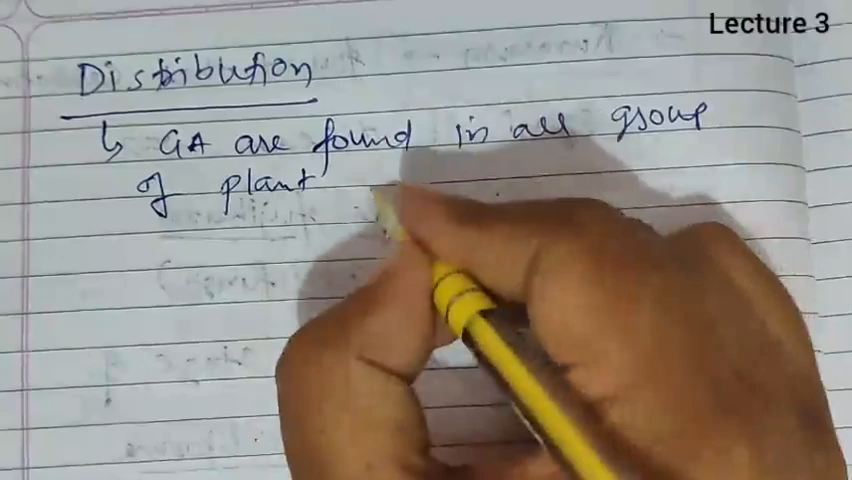 Lecture 3
Distribution
↳ GA are found in all group
of plant